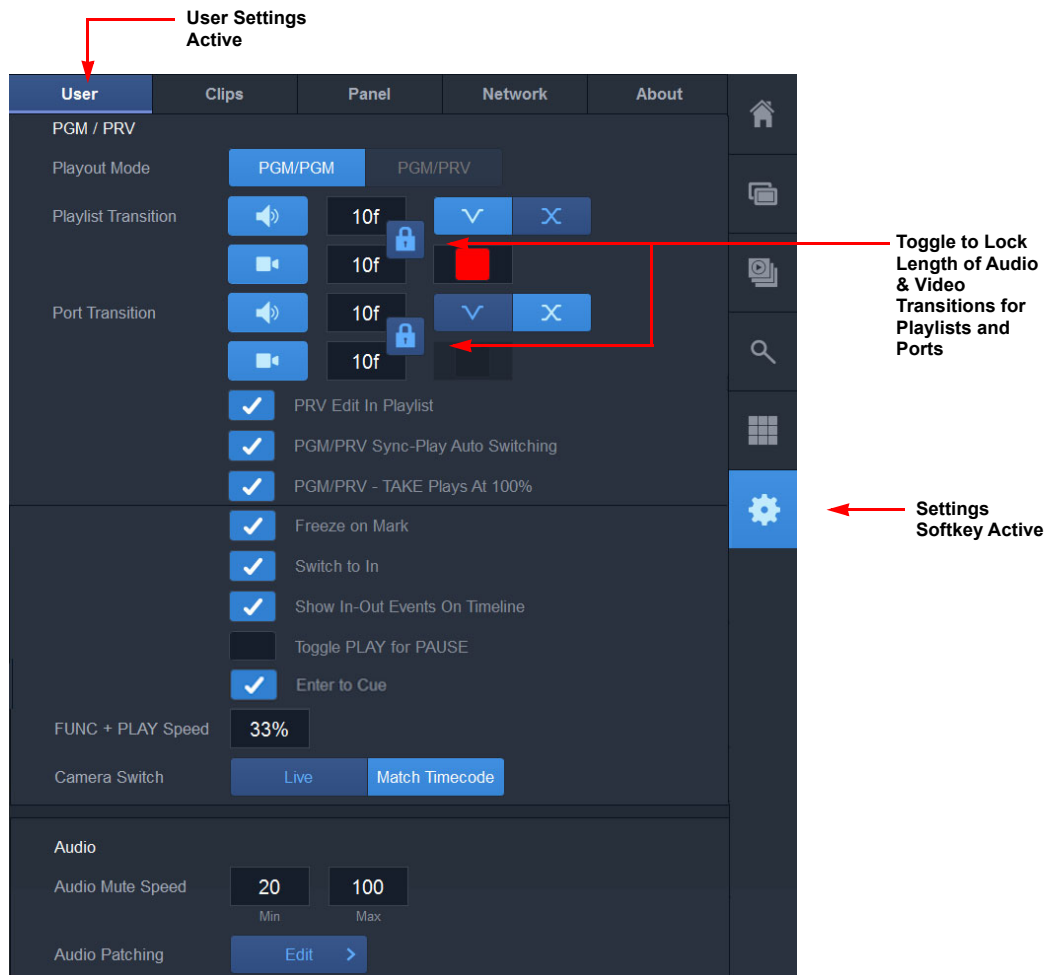 User Settings
Active
User Clips Panel Network About
PGM / PRV
Playout Mode PGM/PGM PGM/PRV
Playlist Transition 10f
10f
Port Transition 10f
10f
Toggle to Lock
Length of Audio
& Video
Transitions for
Playlists and
Ports
PRV Edit In Playlist
PGM/PRV Sync-Play Auto Switching
PGM/PRV - TAKE Plays At 100%
Freeze on Mark
Settings
Softkey Active
Switch to In
Show In-Out Events On Timeline
Toggle PLAY for PAUSE
Enter to Cue
FUNC + PLAY Speed 33%
Camera Switch Live Match Timecode
Audio
Audio Mute Speed 20 100
Min Max
Audio Patching Edit >